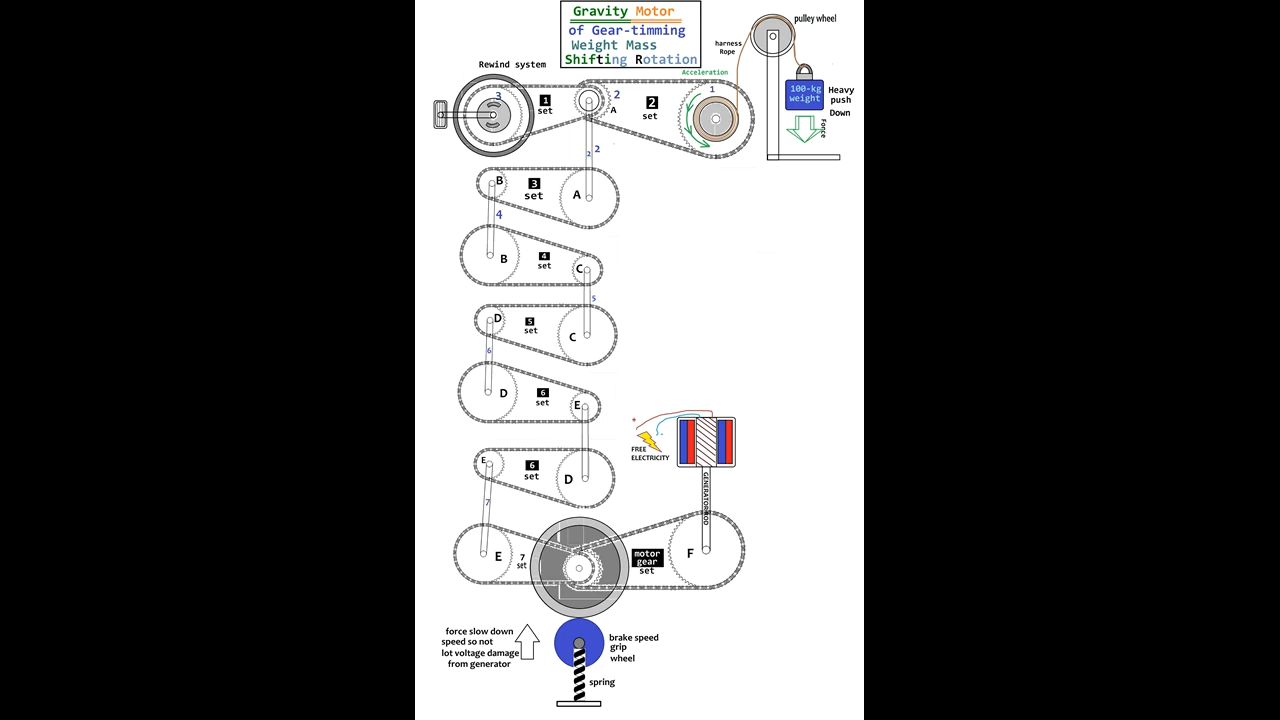 Gravity Motor
of Gear-timming
Weight Mass
Shifting Rotation
pulley wheel
harness
Rope
Rewind system
Acceleration
3
1
set
2
A
2
set
1
100-kg
weight
Heavy
push
Down
Force
2
2
B
3
set
A
4
B
4
set
C
5
D
5
set
C
6
D
6
set
E
+
-
FREE
ELECTRICITY
E
6
set
D
GENERATOR ROD
7
E
7
set
motor
gear
set
F
force slow down
speed so not
lot voltage damage
from generator
brake speed
grip
wheel
spring